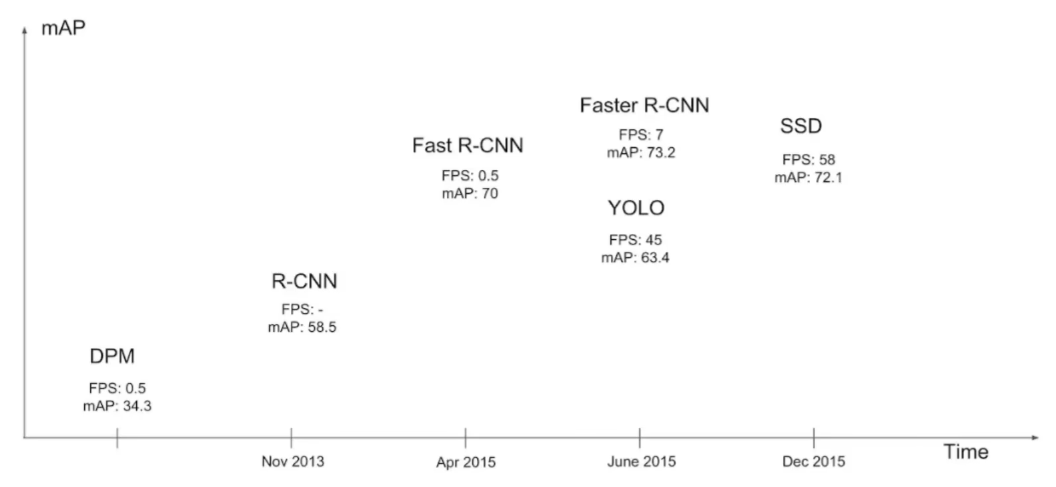 mAP
Faster R-CNN
FPS: 7
mAP: 73.2
SSD
FPS: 58
mAP: 72.1
Fast R-CNN
FPS: 0.5
mAP: 70
YOLO
FPS: 45
mAP: 63.4
R-CNN
FPS: -
mAP: 58.5
DPM
FPS: 0.5
mAP: 34.3
Nov 2013
Apr 2015
June 2015
Dec 2015
Time